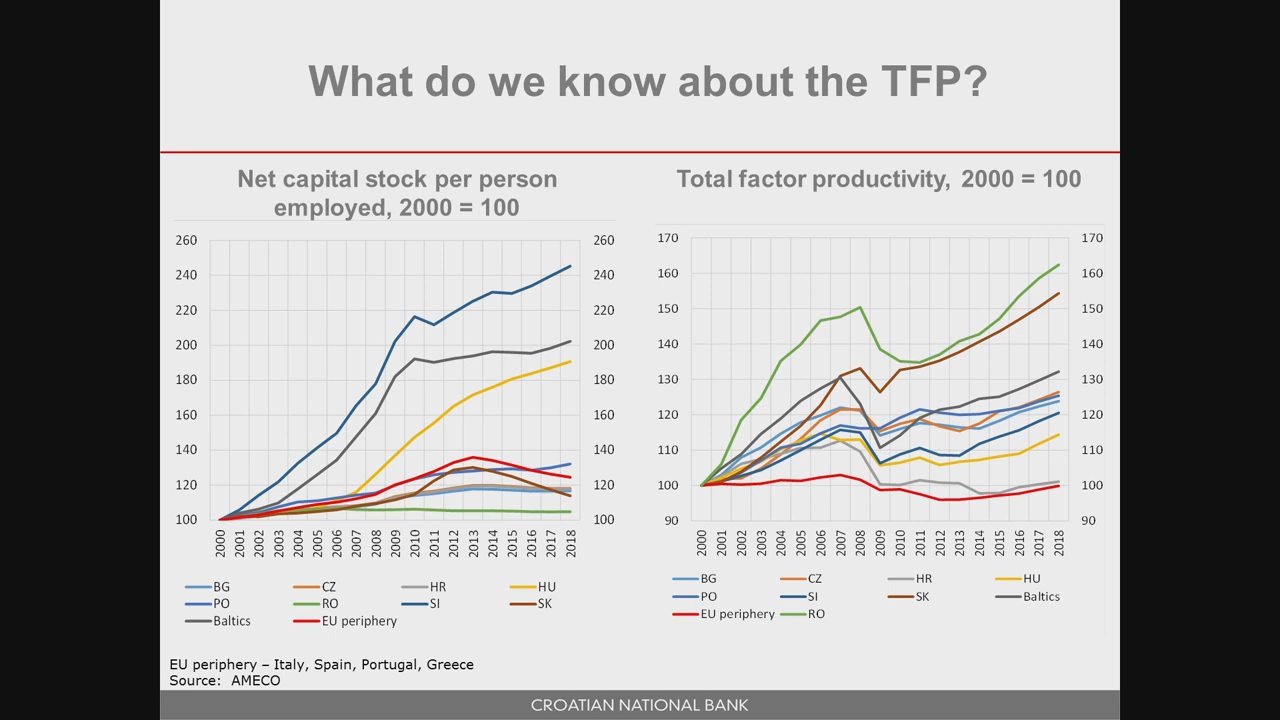 What do we know about the TFP?
Net capital stock per person
employed, 2000 = 100
260 260
240 240
220 220
200 200
180 180
160 160
140 140
120 120
100 100
2000 2001 2002 2003 2004 2005 2006 2007 2008 2009 2010 2011 2012 2013 2014 2015 2016 2017 2018
BG CZ HR HU
PO RO SI SK
Baltics EU periphery
Total factor productivity, 2000 = 100
170 170
160 160
150 150
140 140
130 130
120 120
110 110
100 100
90 90
2000 2001 2002 2003 2004 2005 2006 2007 2008 2009 2010 2011 2012 2013 2014 2015 2016 2017 2018
BG CZ HR HU
PO SI SK Baltics
EU periphery RO
EU periphery – Italy, Spain, Portugal, Greece
Source: AMECO
CROATIAN NATIONAL BANK